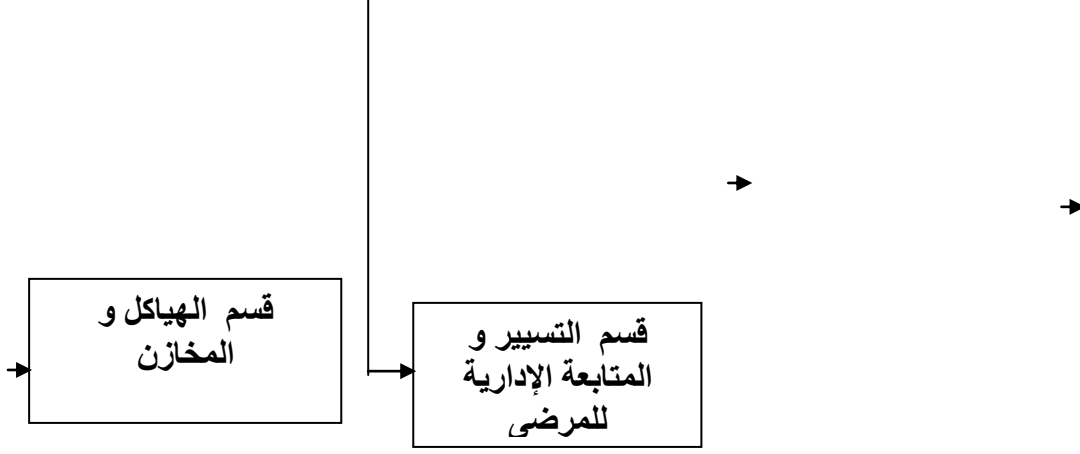 قسم الهياكل و
المخازن
قسم التسيير و
المتابعة الإدارية
للمرضى